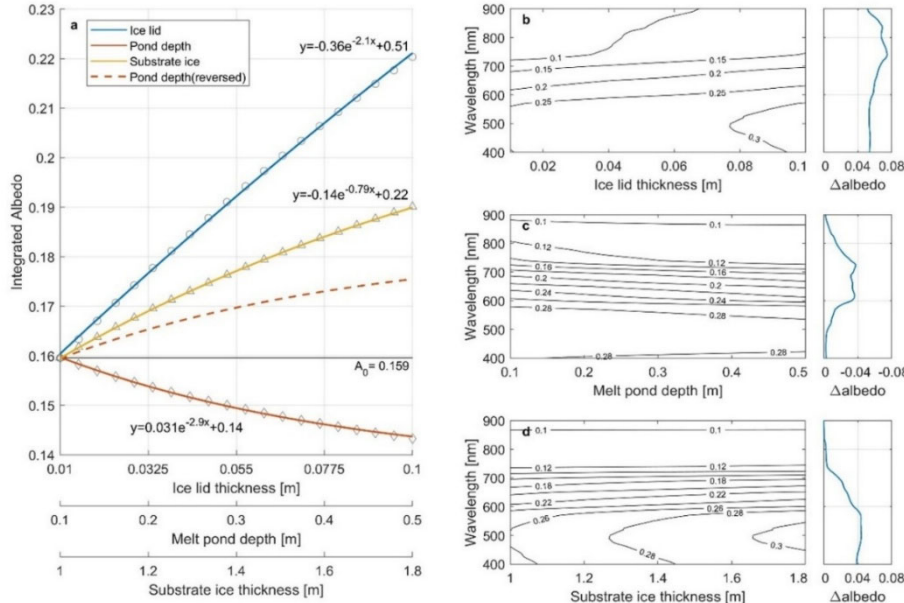 a
Ice lid
Pond depth
Substrate ice
Pond depth(reversed)
y=-0.36e^-2.1x+0.51
y=-0.14e^-0.79x+0.22
A0= 0.159
y=0.031e^-2.9x+0.14
Integrated Albedo
0.23
0.22
0.21
0.2
0.19
0.18
0.17
0.16
0.15
0.14
0.01 0.0325 0.055 0.0775 0.1
Ice lid thickness [m]
0.1 0.2 0.3 0.4 0.5
Melt pond depth [m]
1 1.2 1.4 1.6 1.8
Substrate ice thickness [m]
b
Wavelength [nm]
900
800
700
600
500
400
0.1
0.15 0.15
0.2 0.2
0.25 0.25
0.3
0.02 0.04 0.06 0.08 0.1
Ice lid thickness [m]
0 0.04 0.08
Δalbedo
c
Wavelength [nm]
900
800
700
600
500
400
0.1 0.1
0.12 0.12
0.16 0.16
0.2 0.2
0.24 0.24
0.28 0.28
0.28 0.28
0.1 0.2 0.3 0.4 0.5
Melt pond depth [m]
0 -0.04 -0.08
Δalbedo
d
Wavelength [nm]
900
800
700
600
500
400
0.1 0.1
0.12 0.12
0.18 0.18
0.22 0.22
0.26 0.28 0.28
0.26 0.28 0.3
1 1.2 1.4 1.6 1.8
Substrate ice thickness [m]
0 0.04 0.08
Δalbedo